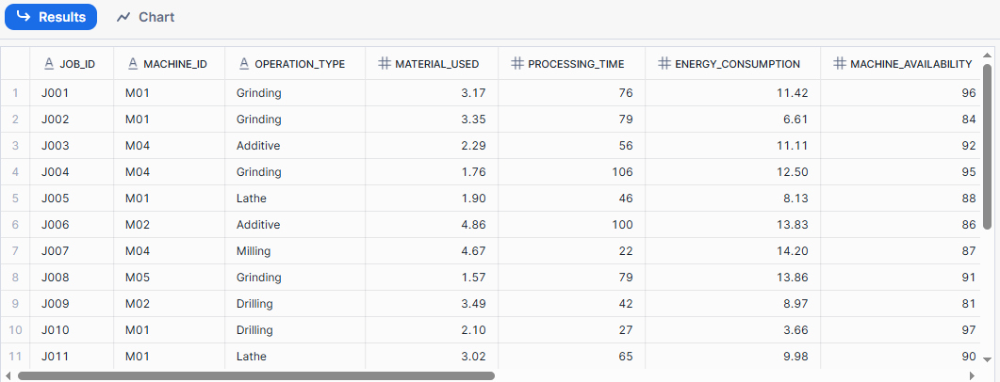 Results Chart
A JOB_ID A MACHINE_ID A OPERATION_TYPE # MATERIAL_USED # PROCESSING_TIME # ENERGY_CONSUMPTION # MACHINE_AVAILABILITY
1 J001 M01 Grinding 3.17 76 11.42 96
2 J002 M01 Grinding 3.35 79 6.61 84
3 J003 M04 Additive 2.29 56 11.11 92
4 J004 M04 Grinding 1.76 106 12.50 95
5 J005 M01 Lathe 1.90 46 8.13 88
6 J006 M02 Additive 4.86 100 13.83 86
7 J007 M04 Milling 4.67 22 14.20 87
8 J008 M05 Grinding 1.57 79 13.86 91
9 J009 M02 Drilling 3.49 42 8.97 81
10 J010 M01 Drilling 2.10 27 3.66 97
11 J011 M01 Lathe 3.02 65 9.98 90